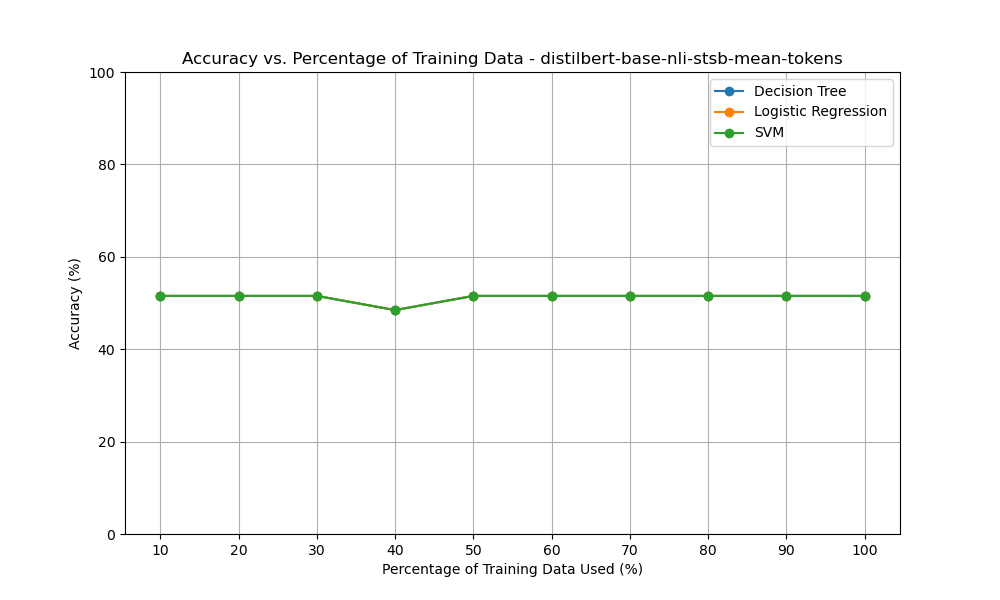 Accuracy vs. Percentage of Training Data - distilbert-base-nli-stsb-mean-tokens
Decision Tree
Logistic Regression
SVM
Accuracy (%)
100
80
60
40
20
0
10 20 30 40 50 60 70 80 90 100
Percentage of Training Data Used (%)